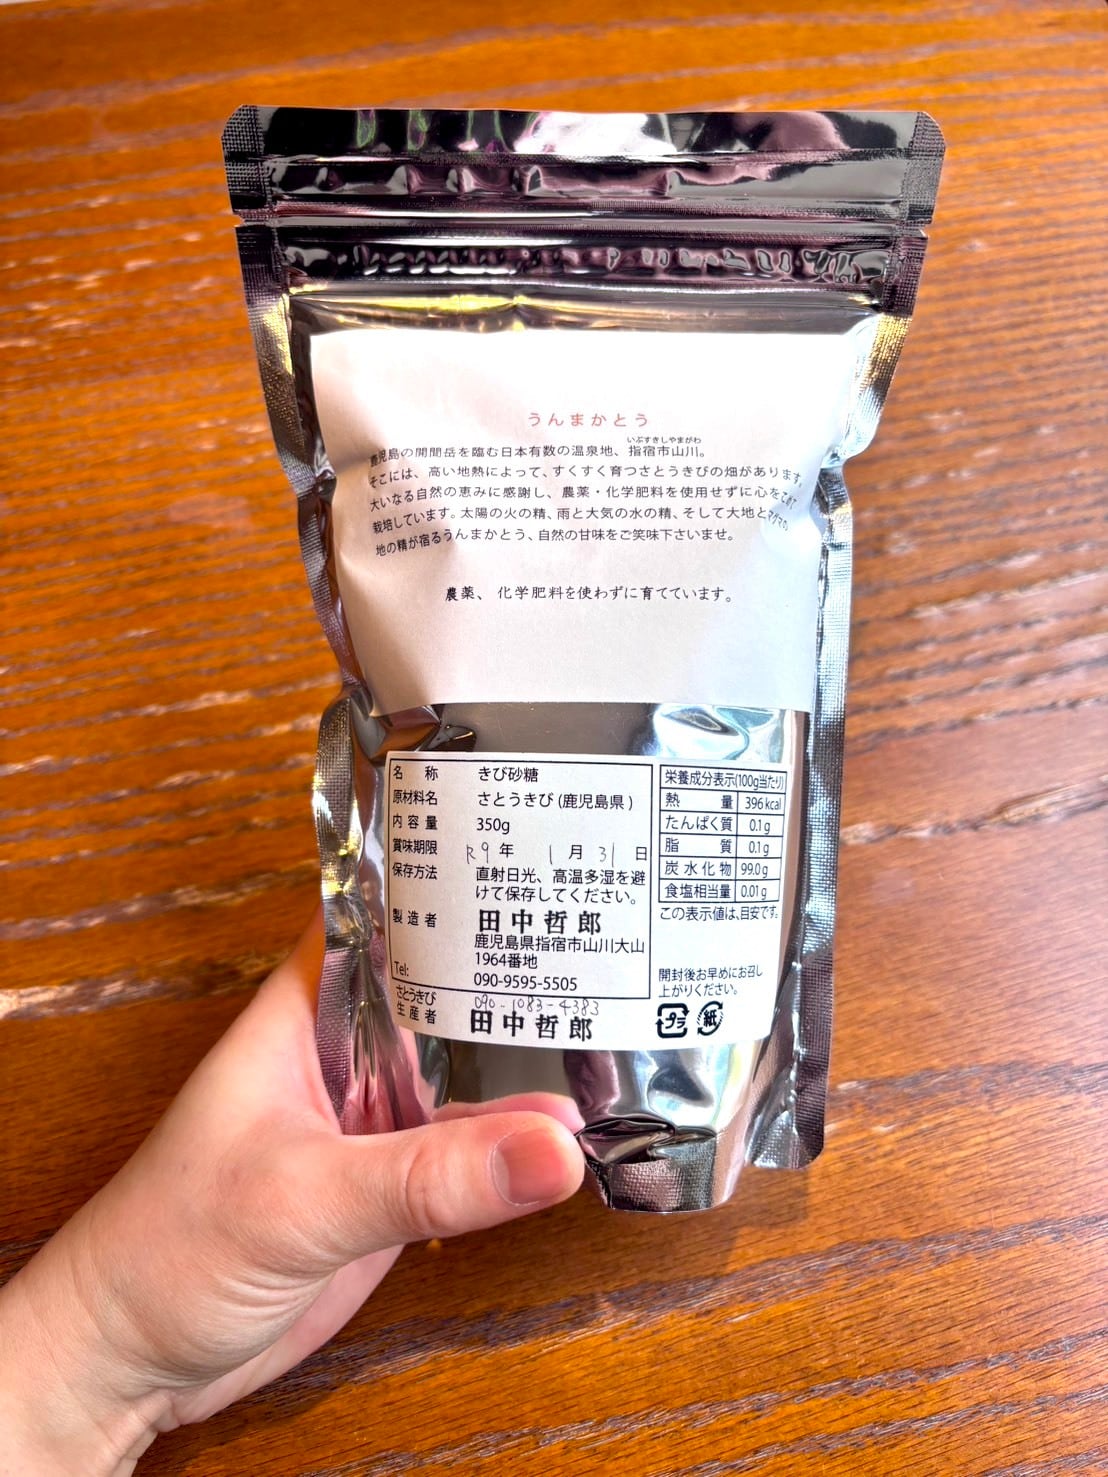 うんまかとう
いぶすきしやまがわ
鹿児島の開聞岳を臨む日本有数の温泉地、指宿市山川。
そこには、高い地熱によって、すくすく育つさとうきびの畑があります。
大いなる自然の恵みに感謝し、農薬・化学肥料を使用せずに心をこめて
栽培しています。太陽の火の精、雨と大気の水の精、そして大地とマグマの
地の精が宿るうんまかとう、自然の甘味をご笑味下さいませ。
農薬、 化学肥料を使わずに育てています。
名称 きび砂糖
原材料名 さとうきび(鹿児島県)
内容量 350g
賞味期限 R9年 1月31日
保存方法 直射日光、高温多湿を避
けて保存してください。
製造者 田中哲郎
鹿児島県指宿市山川大山
1964番地
Tel: 090-9595-5505
090-1083-4383
さとうきび
生産者 田中哲郎
栄養成分表示(100g当たり)
熱量 396kcal
たんぱく質 0.1g
脂質 0.1g
炭水化物 99.0g
食塩相当量 0.01g
この表示値は、目安です。
開封後お早めにお召し
上がりください。
プラ 紙